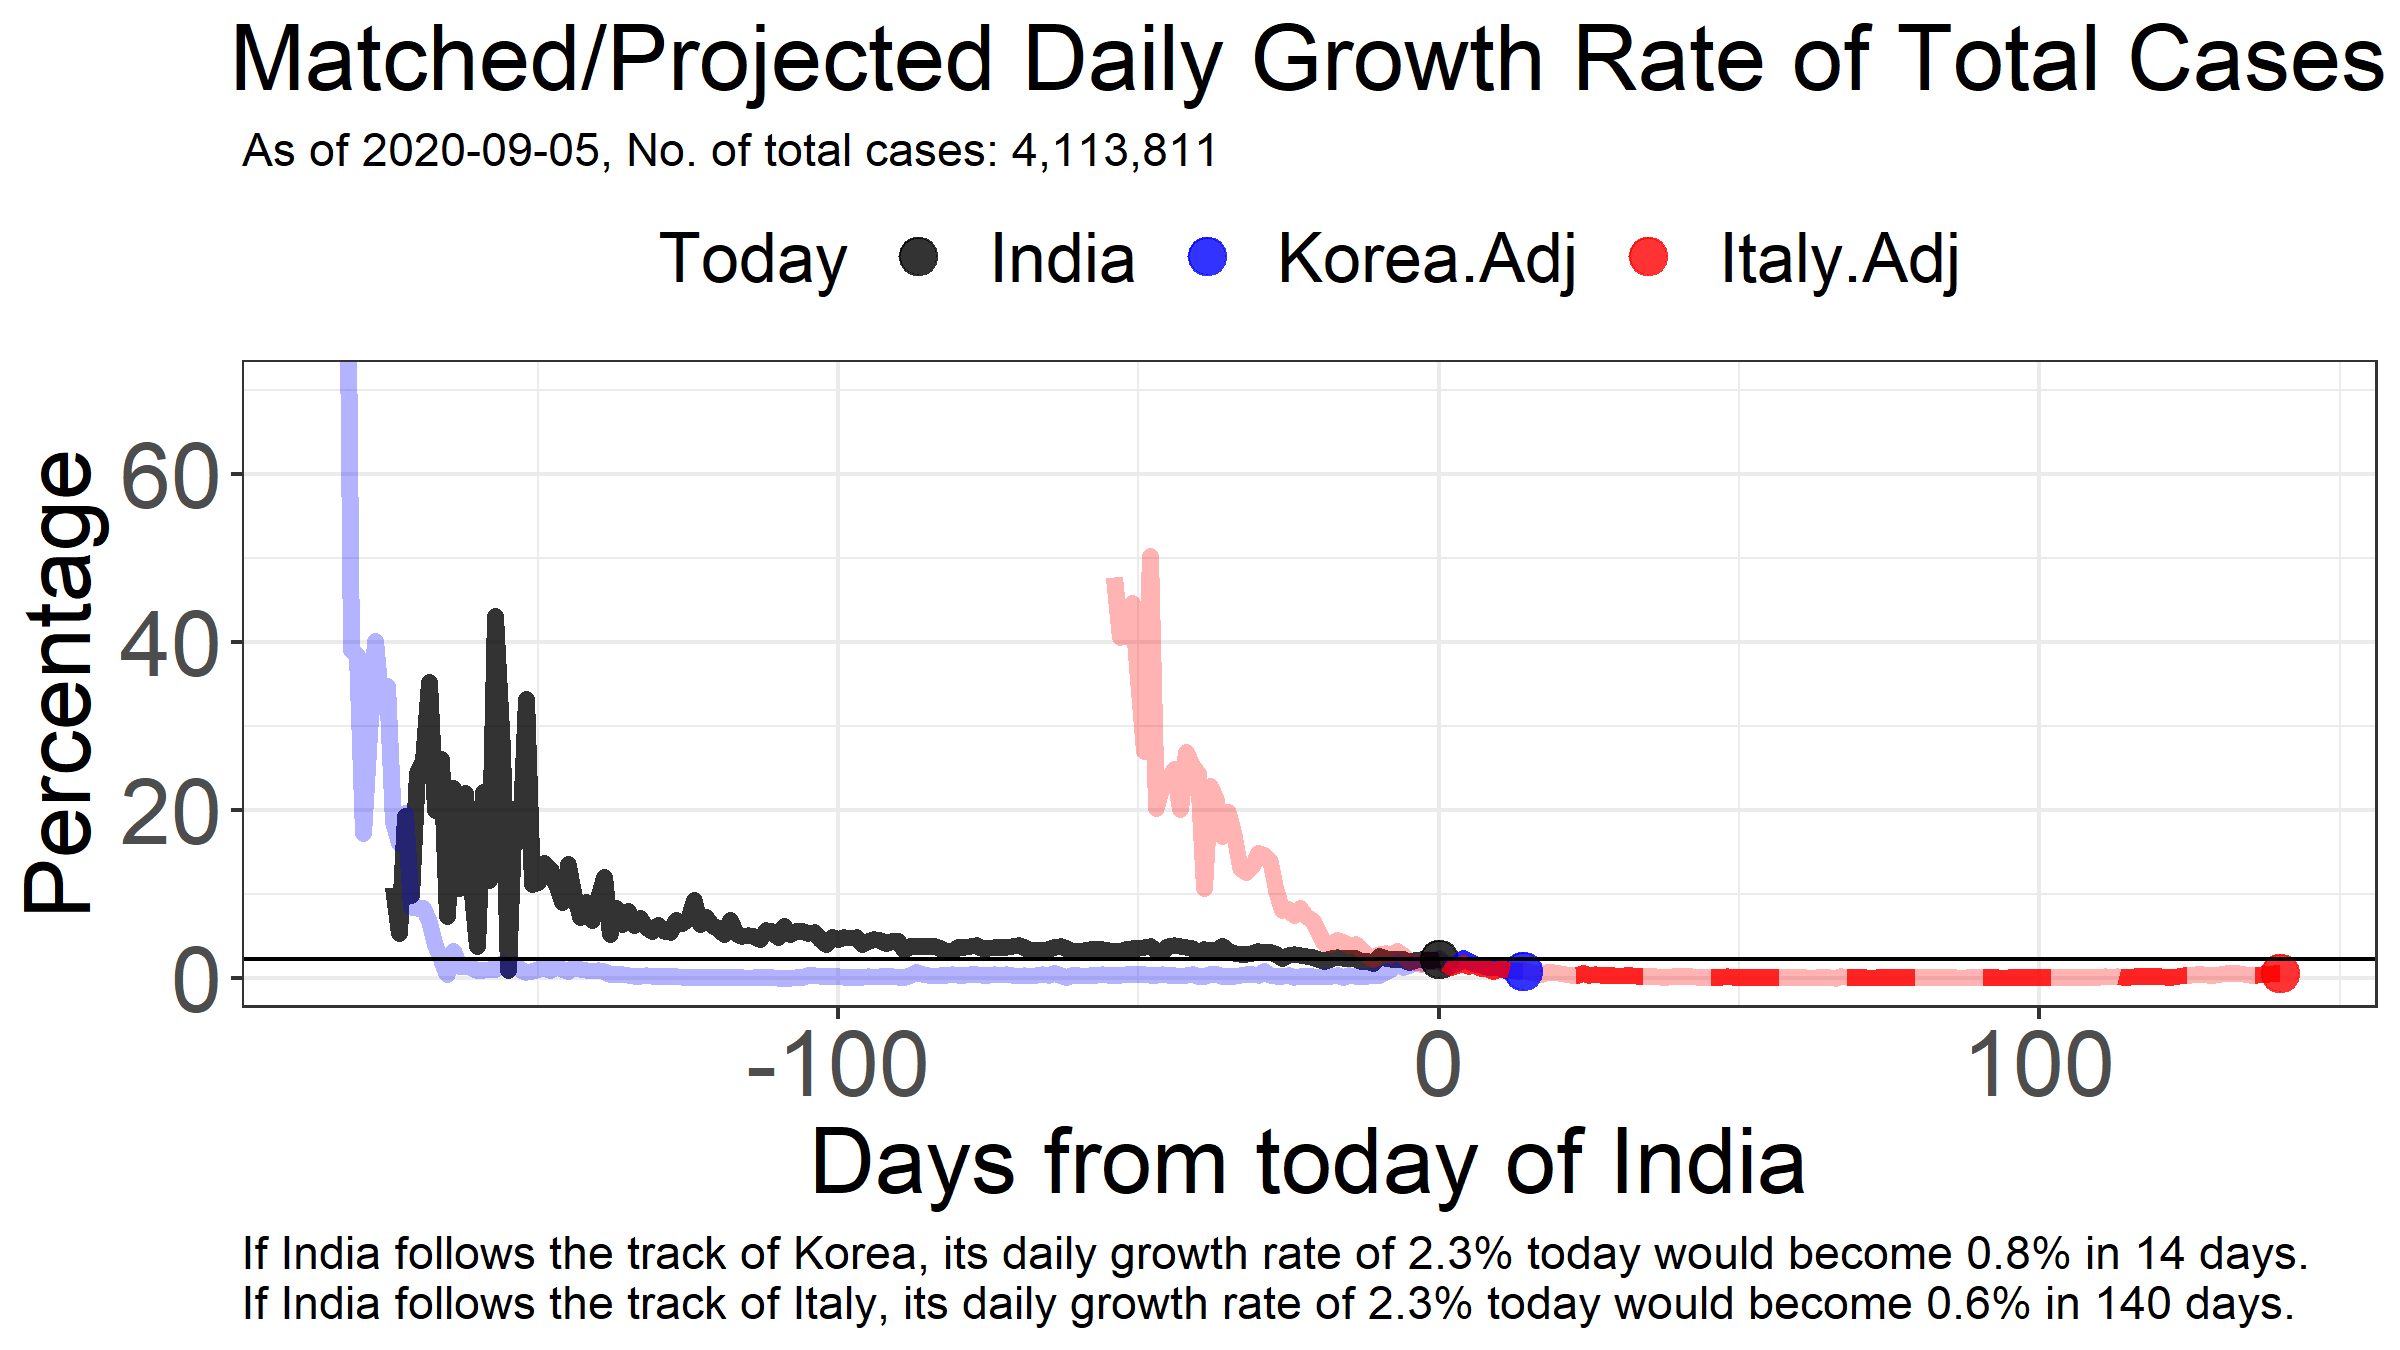 Matched/Projected Daily Growth Rate of Total Cases
As of 2020-09-05, No. of total cases: 4,113,811
Today India Korea.Adj Italy.Adj
Percentage
60
40
20
0
-100 0 100
Days from today of India
If India follows the track of Korea, its daily growth rate of 2.3% today would become 0.8% in 14 days.
If India follows the track of Italy, its daily growth rate of 2.3% today would become 0.6% in 140 days.